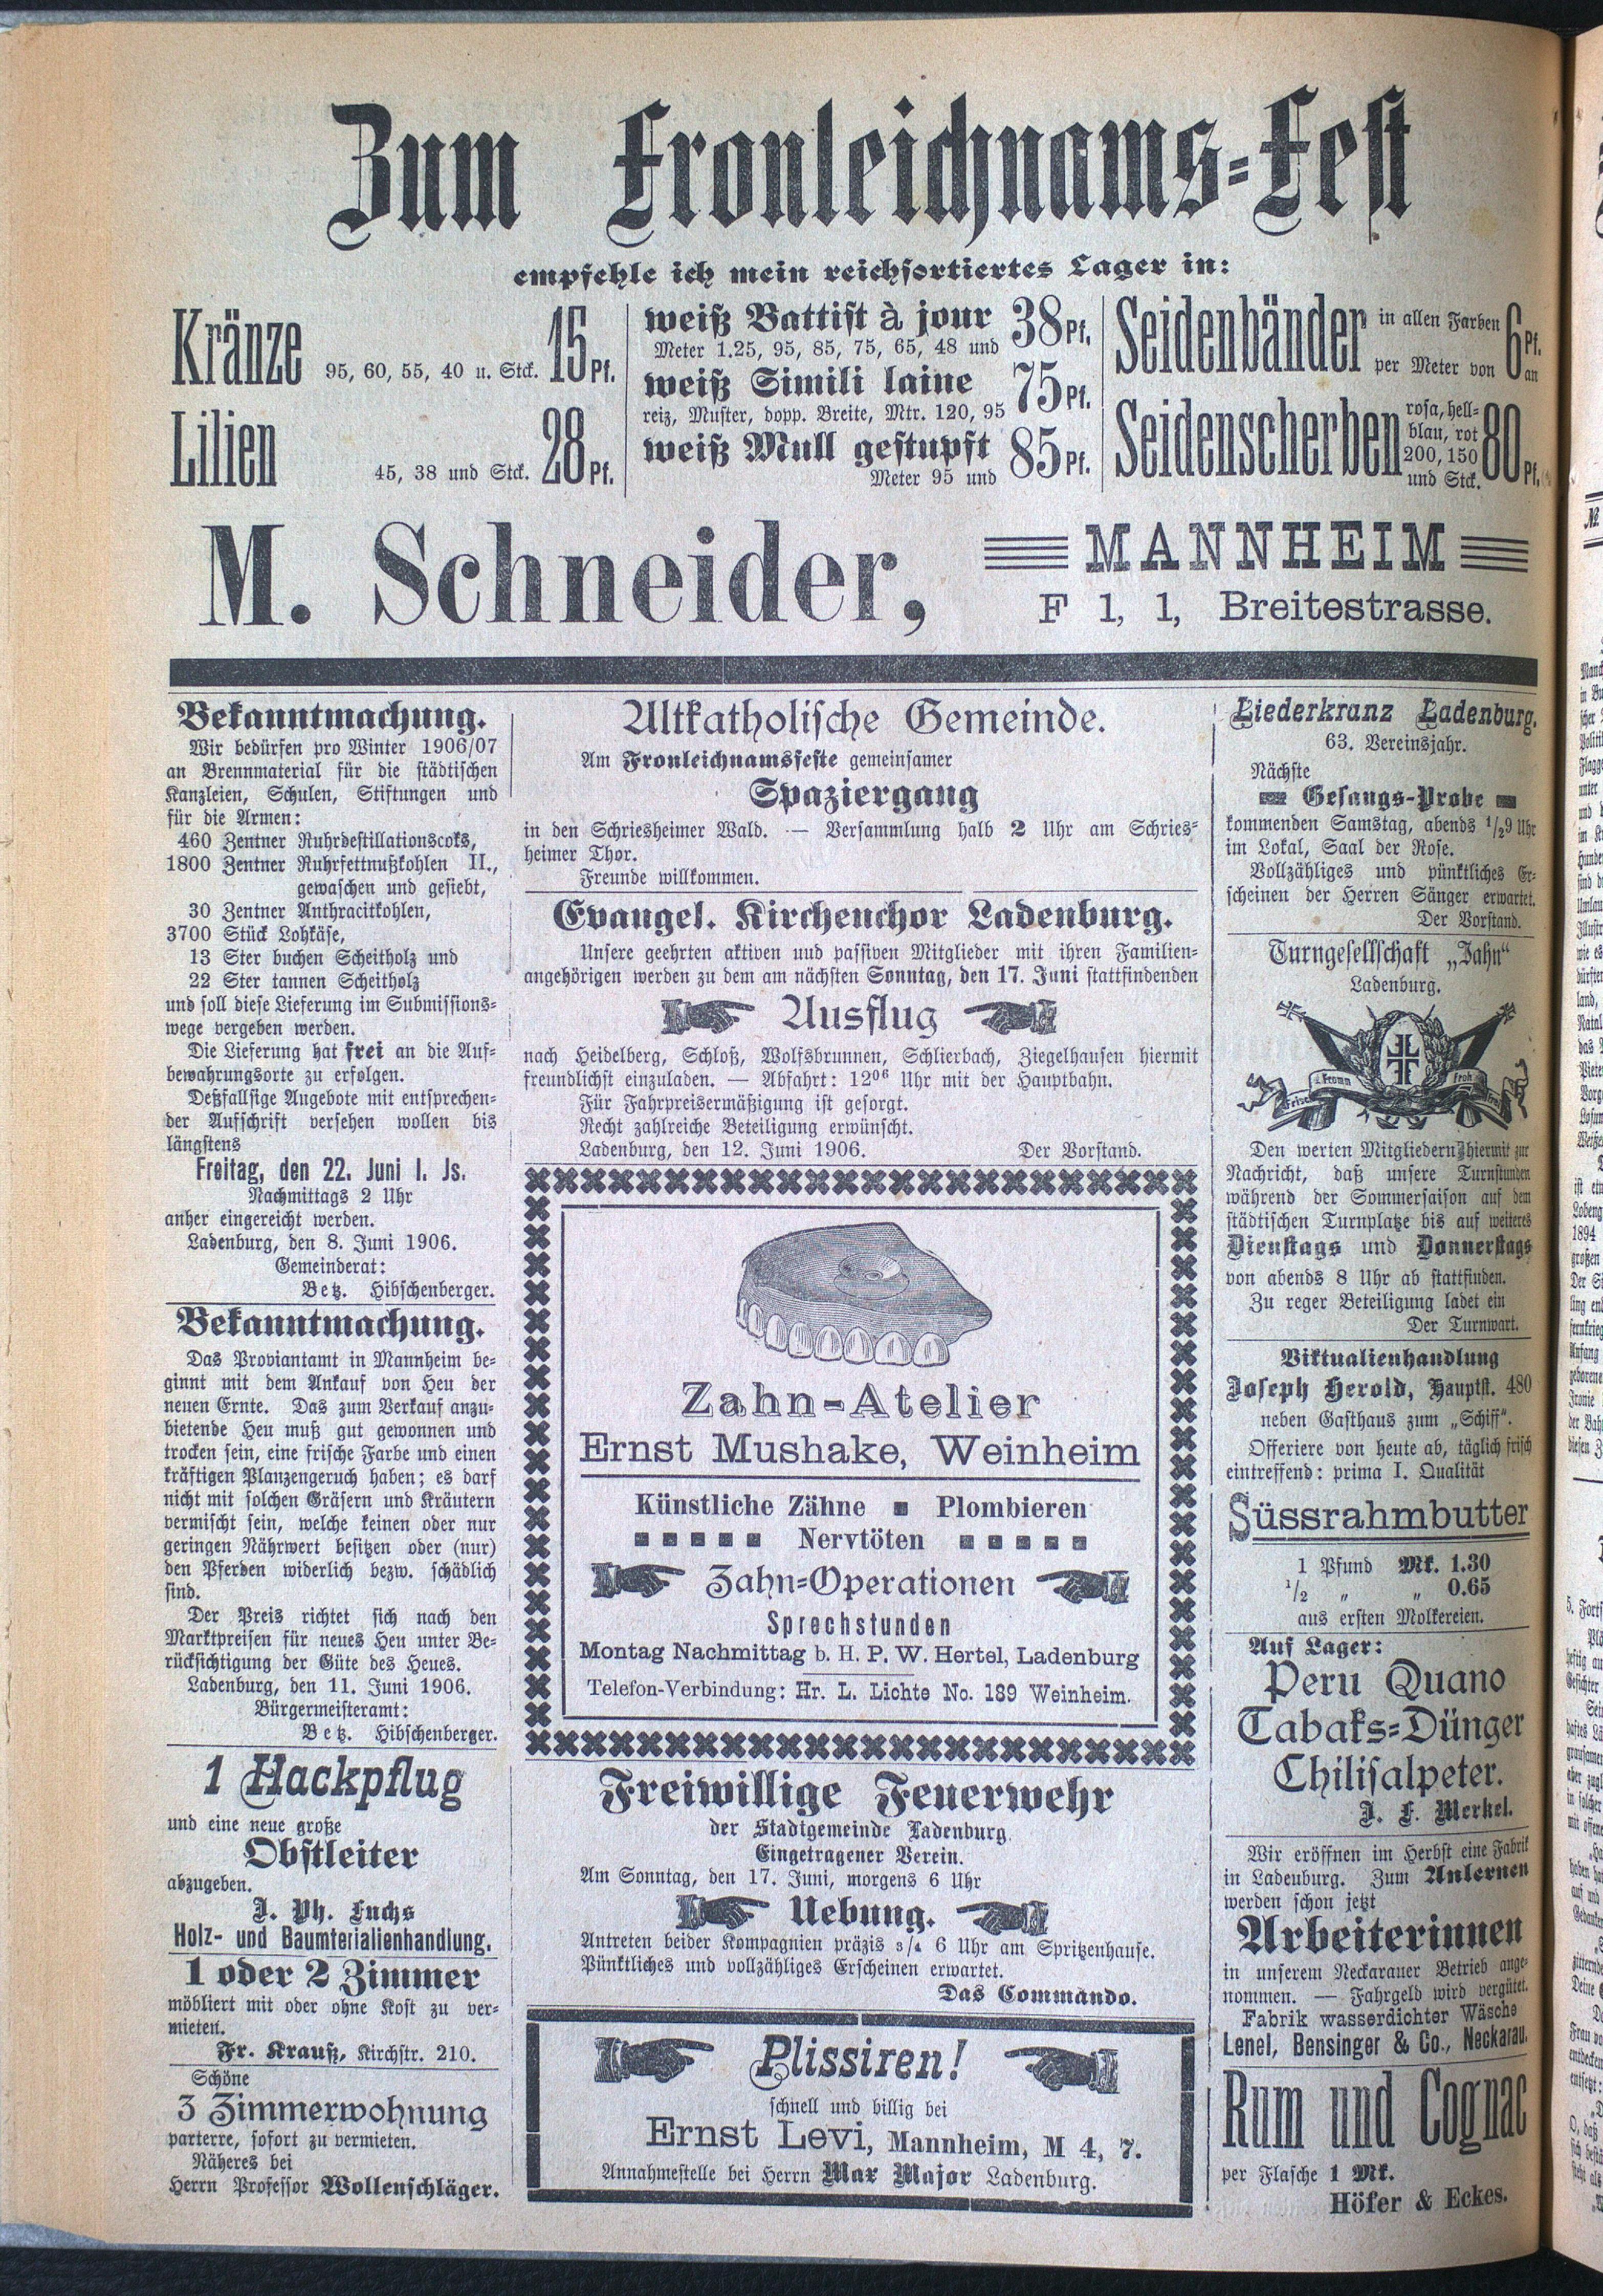 Zum Fronleichnams-Fest
empfehle ich mein reichsortiertes Lager in:
Kränze 95, 60, 55, 40 u. Stck. 15 Pf.
Lilien 45, 38 und Stck. 28 Pf.
weiß Battist à jour 38 Pf.
Meter 1.25, 95, 85, 75, 65, 48 und
weiß Simili laine 75 Pf.
reiz, Muster, dopp. Breite, Mtr. 120, 95
weiß Mull gestupft 85 Pf.
Meter 95 und
Seidenbänder in allen Farben per Meter von 6 Pf. an
Seidenscherben rosa, hell-
blau, rot
200, 150
und Stck. 80 Pf.
M. Schneider, MANNHEIM
F 1, 1, Breitestrasse.
Bekanntmachung.
Wir bedürfen pro Winter 1906/07
an Brennmaterial für die städtischen
Kanzleien, Schulen, Stiftungen und
für die Armen:
460 Zentner Ruhrdestillationscoks,
1800 Zentner Ruhrfettnußkohlen II.,
gewaschen und gesiebt,
30 Zentner Anthracitkohlen,
3700 Stück Lohkäse,
13 Ster buchen Scheitholz und
22 Ster tannen Scheitholz
und soll diese Lieferung im Submissions-
wege vergeben werden.
Die Lieferung hat frei an die Auf-
bewahrungsorte zu erfolgen.
Deßfallsige Angebote mit entsprechen-
der Aufschrift versehen wollen bis
längstens
Freitag, den 22. Juni l. Js.
Nachmittags 2 Uhr
anher eingereicht werden.
Ladenburg, den 8. Juni 1906.
Gemeinderat:
Betz. Hibschenberger.
Bekanntmachung.
Das Proviantamt in Mannheim be-
ginnt mit dem Ankauf von Heu der
neuen Ernte. Das zum Verkauf anzu-
bietende Heu muß gut gewonnen und
trocken sein, eine frische Farbe und einen
kräftigen Planzengeruch haben; es darf
nicht mit solchen Gräsern und Kräutern
vermischt sein, welche keinen oder nur
geringen Nährwert besitzen oder (nur)
den Pferden widerlich bezw. schädlich
sind.
Der Preis richtet sich nach den
Marktpreisen für neues Heu unter Be-
rücksichtigung der Güte des Heues.
Ladenburg, den 11. Juni 1906.
Bürgermeisteramt:
Betz. Hibschenberger.
1 Hackpflug
und eine neue große
Obstleiter
abzugeben.
J. Ph. Fuchs
Holz- und Baumterialienhandlung.
1 oder 2 Zimmer
möbliert mit oder ohne Kost zu ver-
mieten.
Fr. Krauß, Kirchstr. 210.
Schöne
3 Zimmerwohnung
parterre, sofort zu vermieten.
Näheres bei
Herrn Professor Wollenschläger.
Altkatholische Gemeinde.
Am Fronleichnamsfeste gemeinsamer
Spaziergang
in den Schriesheimer Wald. — Versammlung halb 2 Uhr am Schries-
heimer Thor.
Freunde willkommen.
Evangel. Kirchenchor Ladenburg.
Unsere geehrten aktiven und passiven Mitglieder mit ihren Familien-
angehörigen werden zu dem am nächsten Sonntag, den 17. Juni stattfindenden
Ausflug
nach Heidelberg, Schloß, Wolfsbrunnen, Schlierbach, Ziegelhausen hiermit
freundlichst einzuladen. — Abfahrt: 12⁰⁶ Uhr mit der Hauptbahn.
Für Fahrpreisermäßigung ist gesorgt.
Recht zahlreiche Beteiligung erwünscht.
Ladenburg, den 12. Juni 1906. Der Vorstand.
Zahn-Atelier
Ernst Mushake, Weinheim
Künstliche Zähne Plombieren
Nervtöten
Zahn-Operationen
Sprechstunden
Montag Nachmittag b. H. P. W. Hertel, Ladenburg
Telefon-Verbindung: Hr. L. Lichte No. 189 Weinheim.
Freiwillige Feuerwehr
der Stadtgemeinde Ladenburg
Eingetragener Verein.
Am Sonntag, den 17. Juni, morgens 6 Uhr
Uebung.
Antreten beider Kompagnien präzis 3/4 6 Uhr am Spritzenhause.
Pünktliches und vollzähliges Erscheinen erwartet.
Das Commando.
Plissiren!
schnell und billig bei
Ernst Levi, Mannheim, M 4, 7.
Annahmestelle bei Herrn Max Major Ladenburg.
Liederkranz Ladenburg.
63. Vereinsjahr.
Nächste
Gesangs-Probe
kommenden Samstag, abends 1/2 9 Uhr
im Lokal, Saal der Rose.
Vollzähliges und pünktliches Er-
scheinen der Herren Sänger erwartet.
Der Vorstand.
Turngesellschaft „Jahn“
Ladenburg.
Frisch Fromm Froh Frei
Den werten Mitgliedern hiermit zur
Nachricht, daß unsere Turnstunden
während der Sommersaison auf dem
städtischen Turnplatze bis auf weiteres
Dienstags und Donnerstags
von abends 8 Uhr ab stattfinden.
Zu reger Beteiligung ladet ein
Der Turnwart.
Viktualienhandlung
Joseph Herold, Hauptst. 480
neben Gasthaus zum „Schiff“.
Offeriere von heute ab, täglich frisch
eintreffend: prima I. Qualität
Süssrahmbutter
1 Pfund Mk. 1.30
1/2 „ „ 0.65
aus ersten Molkereien.
Auf Lager:
Peru Quano
Tabaks-Dünger
Chilisalpeter.
J. F. Merkel.
Wir eröffnen im Herbst eine Fabrik
in Ladenburg. Zum Anlernen
werden schon jetzt
Arbeiterinnen
in unserem Neckarauer Betrieb ange-
nommen. — Fahrgeld wird vergütet.
Fabrik wasserdichter Wäsche
Lenel, Bensinger & Co., Neckarau.
Rum und Cognac
per Flasche 1 Mk.
Höfer & Eckes.